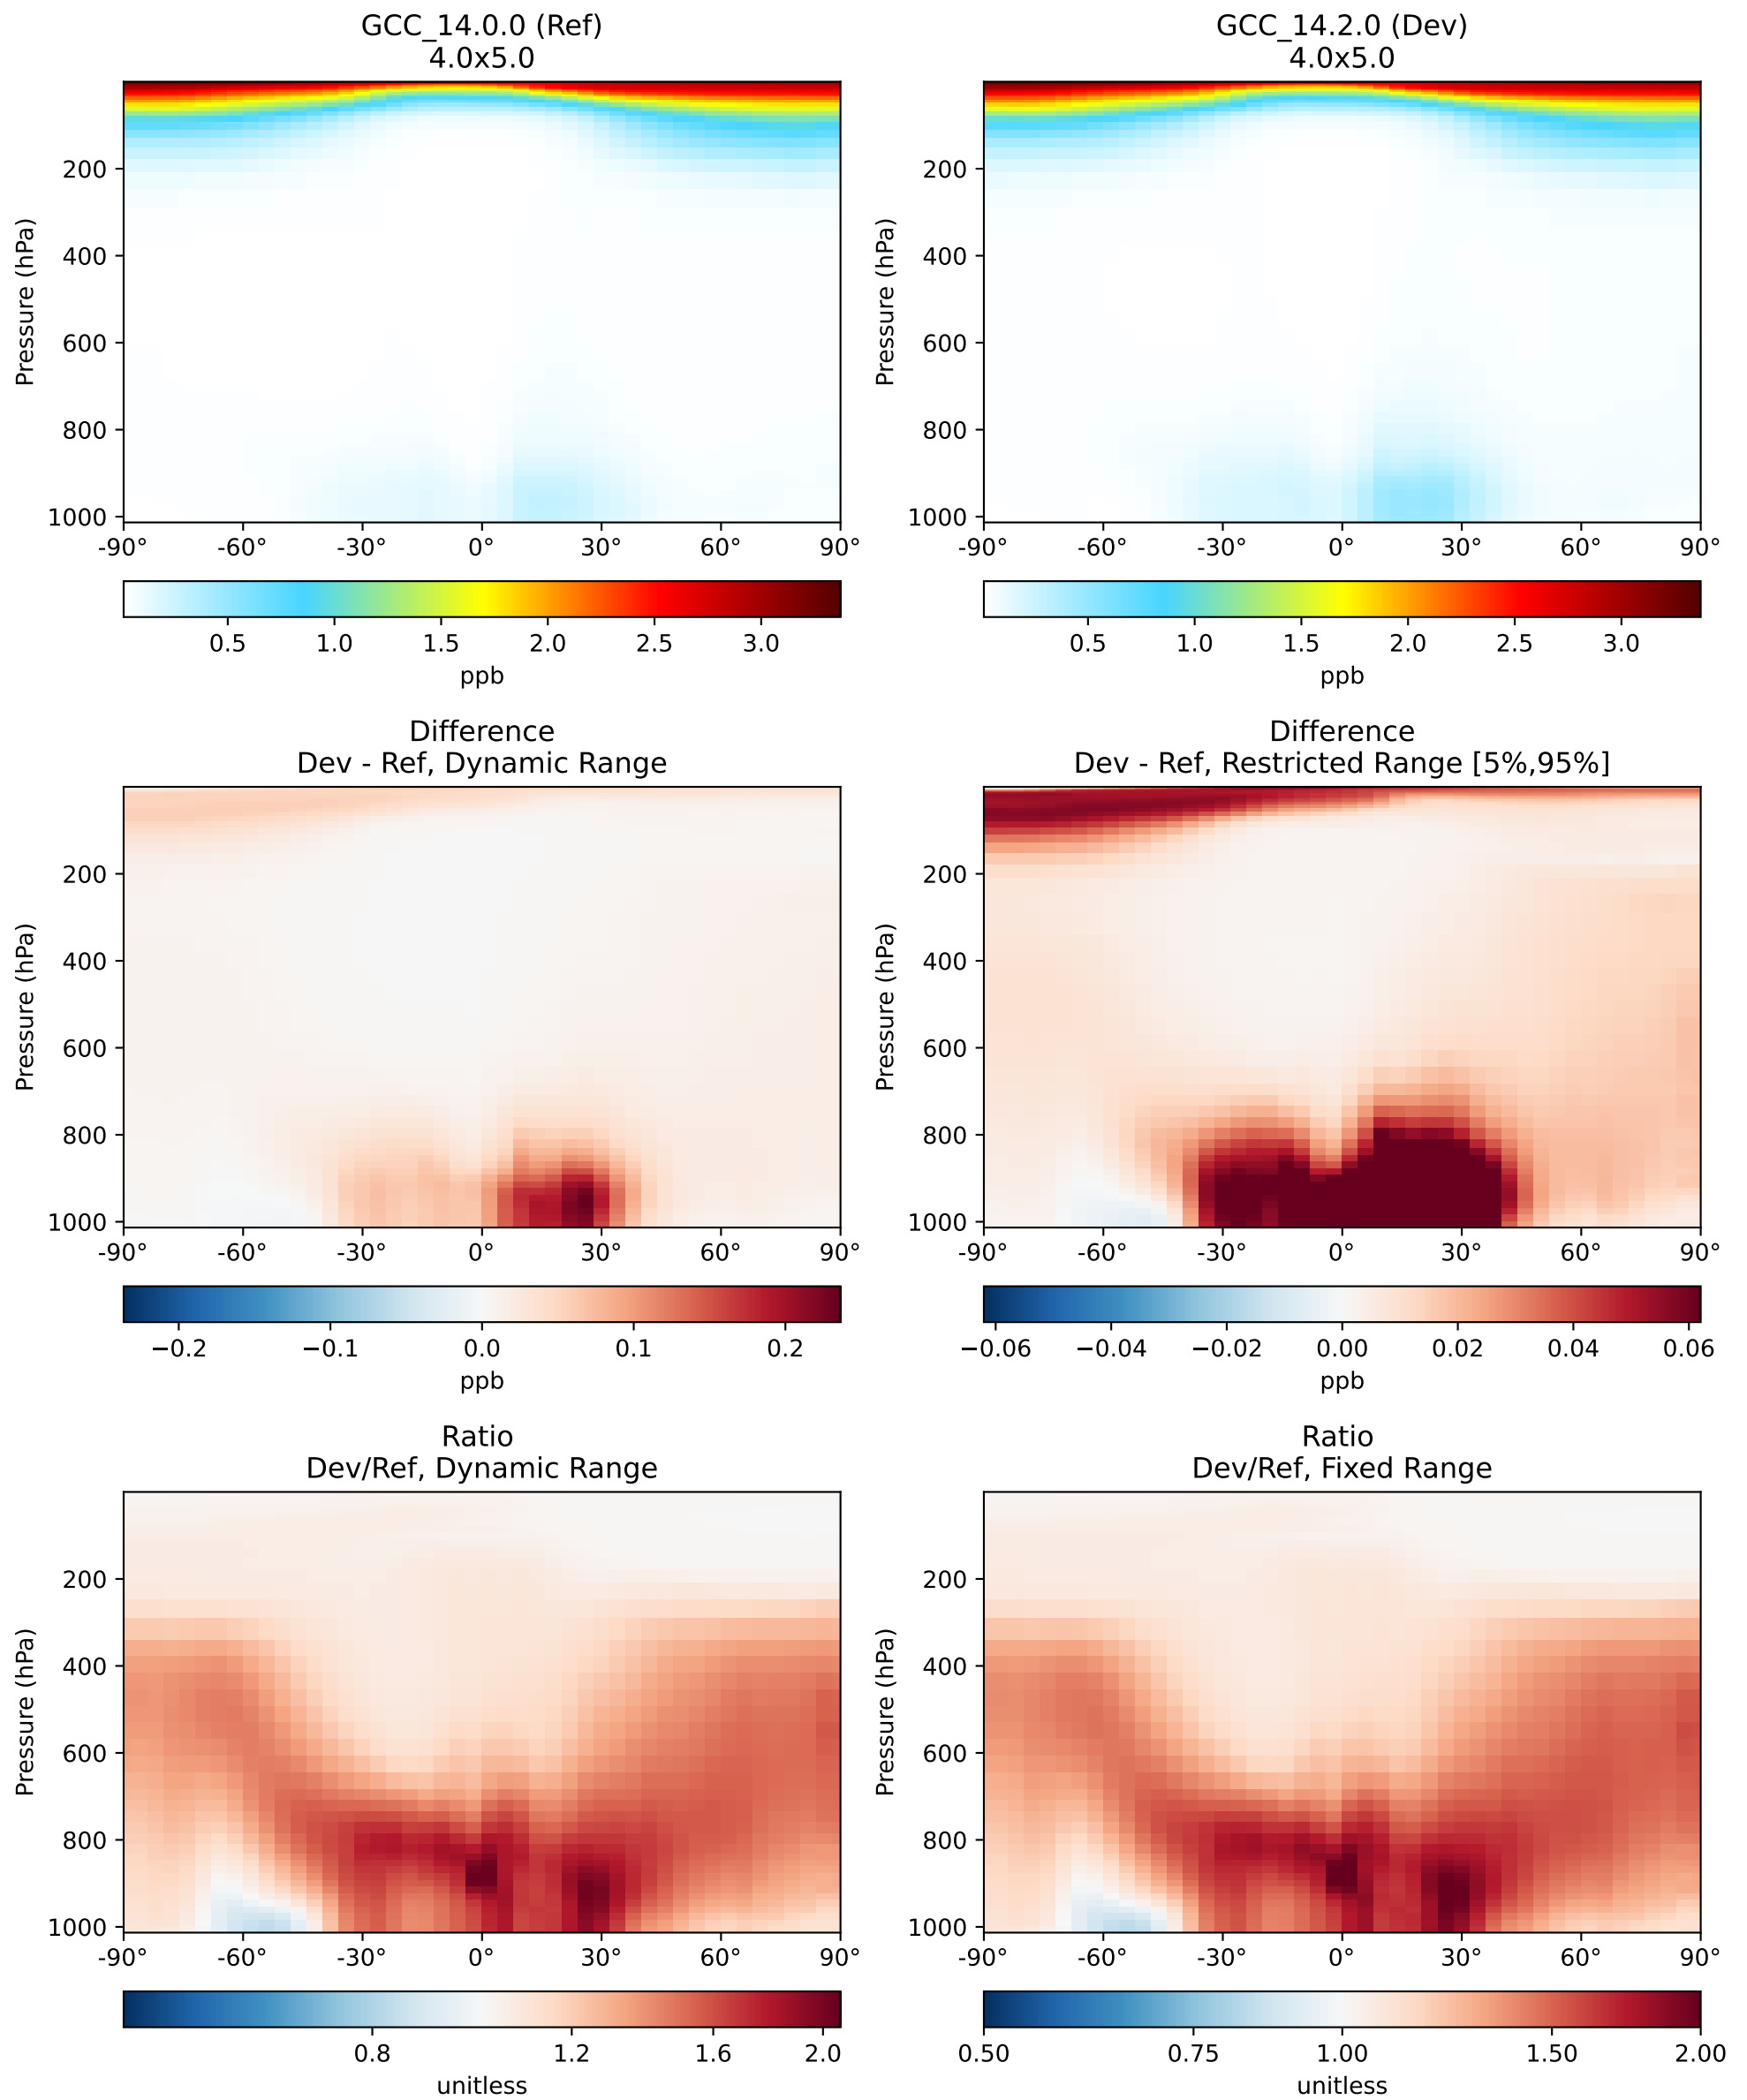 GCC_14.0.0 (Ref)
4.0x5.0
Pressure (hPa)
200
400
600
800
1000
-90° -60° -30° 0° 30° 60° 90°
0.5 1.0 1.5 2.0 2.5 3.0
ppb
GCC_14.2.0 (Dev)
4.0x5.0
Pressure (hPa)
200
400
600
800
1000
-90° -60° -30° 0° 30° 60° 90°
0.5 1.0 1.5 2.0 2.5 3.0
ppb
Difference
Dev - Ref, Dynamic Range
Pressure (hPa)
200
400
600
800
1000
-90° -60° -30° 0° 30° 60° 90°
−0.2 −0.1 0.0 0.1 0.2
ppb
Difference
Dev - Ref, Restricted Range [5%,95%]
Pressure (hPa)
200
400
600
800
1000
-90° -60° -30° 0° 30° 60° 90°
−0.06 −0.04 −0.02 0.00 0.02 0.04 0.06
ppb
Ratio
Dev/Ref, Dynamic Range
Pressure (hPa)
200
400
600
800
1000
-90° -60° -30° 0° 30° 60° 90°
0.8 1.2 1.6 2.0
unitless
Ratio
Dev/Ref, Fixed Range
Pressure (hPa)
200
400
600
800
1000
-90° -60° -30° 0° 30° 60° 90°
0.50 0.75 1.00 1.50 2.00
unitless